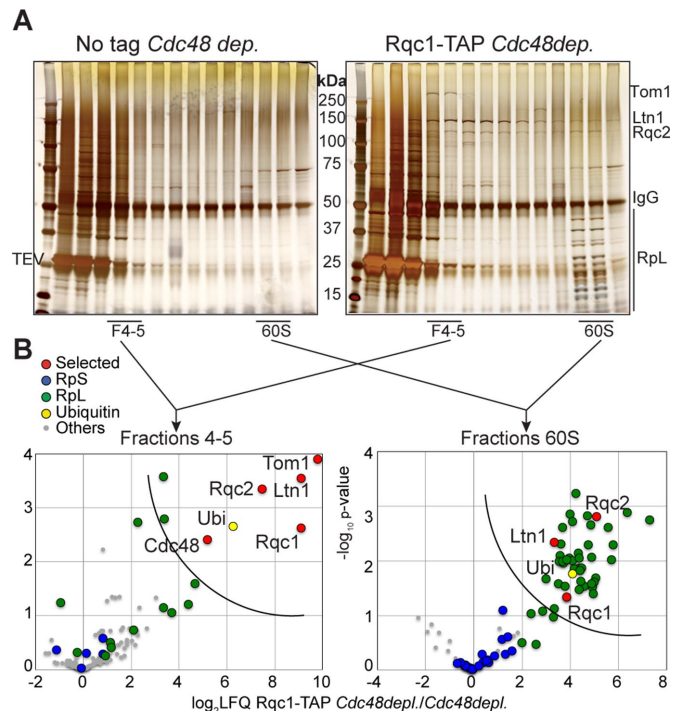 A
No tag Cdc48 dep.
Rqc1-TAP Cdc48dep.
kDa
250
150
100
75
50
37
25
15
TEV
Tom1
Ltn1
Rqc2
IgG
RpL
F4-5
60S
F4-5
60S
B
Selected
RpS
RpL
Ubiquitin
Others
Fractions 4-5
Fractions 60S
4
3
2
1
0
-2
0
2
4
6
8
10
Tom1
Rqc2
Ltn1
Ubi
Cdc48
Rqc1
-log10 p-value
4
3
2
1
0
-4
-2
0
2
4
6
8
Rqc2
Ltn1
Ubi
Rqc1
log2LFQ Rqc1-TAP Cdc48depl./Cdc48depl.